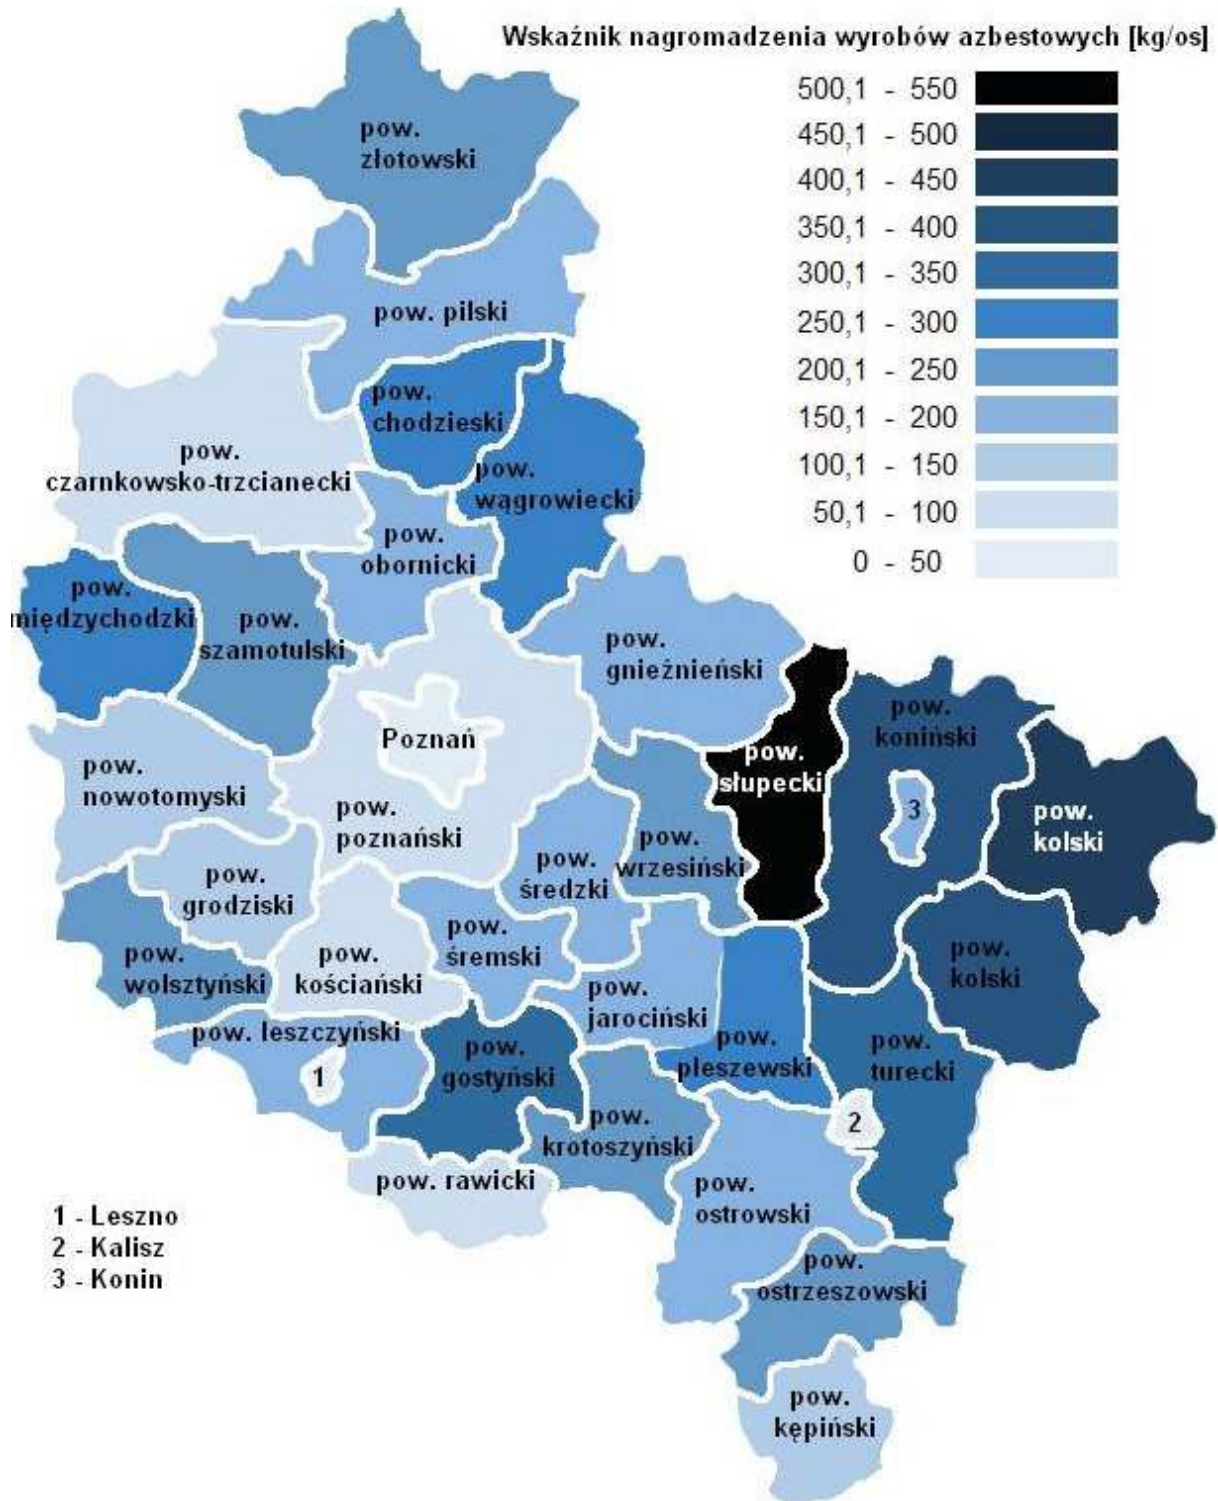 Wskaźnik nagromadzenia wyrobów azbestowych [kg/os]
500,1 - 550
450,1 - 500
400,1 - 450
350,1 - 400
300,1 - 350
250,1 - 300
200,1 - 250
150,1 - 200
100,1 - 150
50,1 - 100
0 - 50
pow.
złotowski
pow. pilski
pow.
chodzieski
pow.
czarnkowsko-trzcianecki
pow.
wągrowiecki
pow.
obornicki
pow.
międzychodzki
pow.
szamotulski
pow.
gnieźnieński
pow.
koniński
Poznań
pow.
słupecki
pow.
nowotomyski
3
pow.
kolski
pow.
poznański
pow.
wrzesiński
pow.
średzki
pow.
grodziski
pow.
śremski
pow.
wolsztyński
pow.
kościański
pow.
kolski
pow.
jarociński
pow. leszczyński
1
pow.
gostyński
pow.
pleszewski
pow.
turecki
2
pow.
krotoszyński
pow. rawicki
pow.
ostrowski
1 - Leszno
2 - Kalisz
3 - Konin
pow.
ostrzeszowski
pow.
kępiński